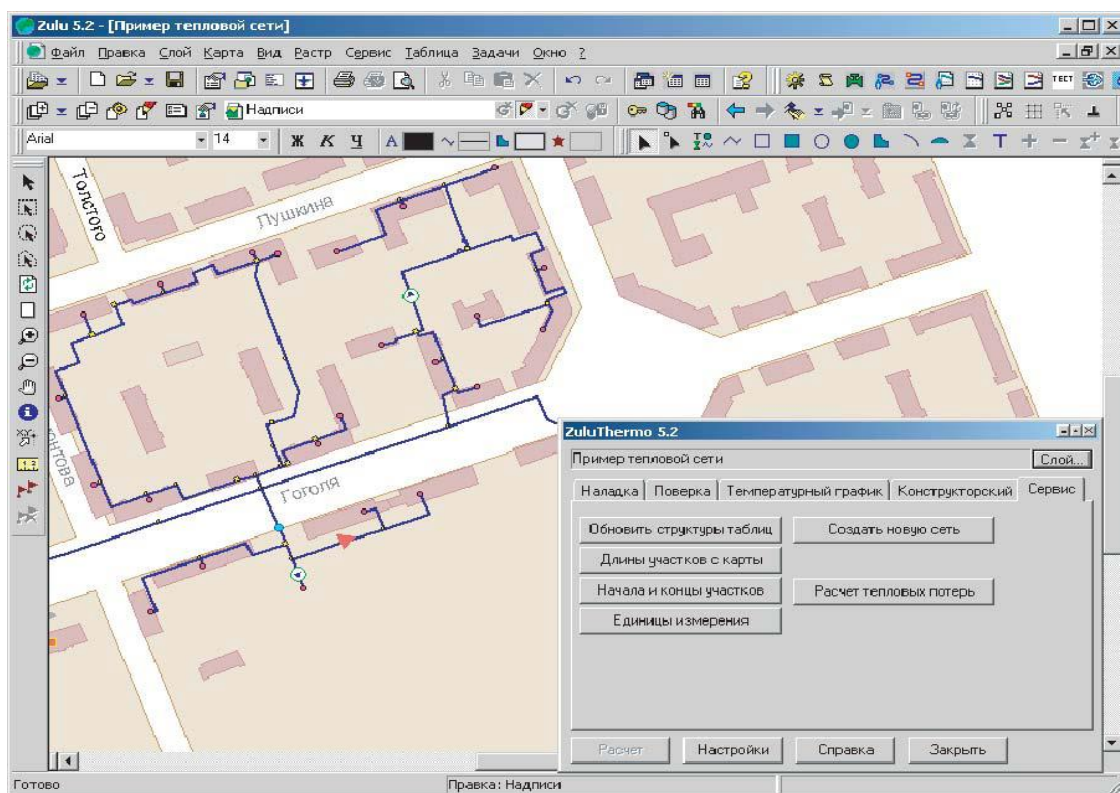 Zulu 5.2 - [Пример тепловой сети]
Файл Правка Слой Карта Вид Растр Сервис Таблица Задачи Окно ?
ТЕСТ
Надписи
Arial 14 Ж К Ч А Т
Толстого
Пушкина
Гоголя
ZuluThermo 5.2
Пример тепловой сети Слой...
Наладка Поверка Температурный график Конструкторский Сервис
Обновить структуры таблиц Создать новую сеть
Длины участков с карты
Начала и концы участков Расчет тепловых потерь
Единицы измерения
Расчет Настройки Справка Закрыть
Готово Правка: Надписи